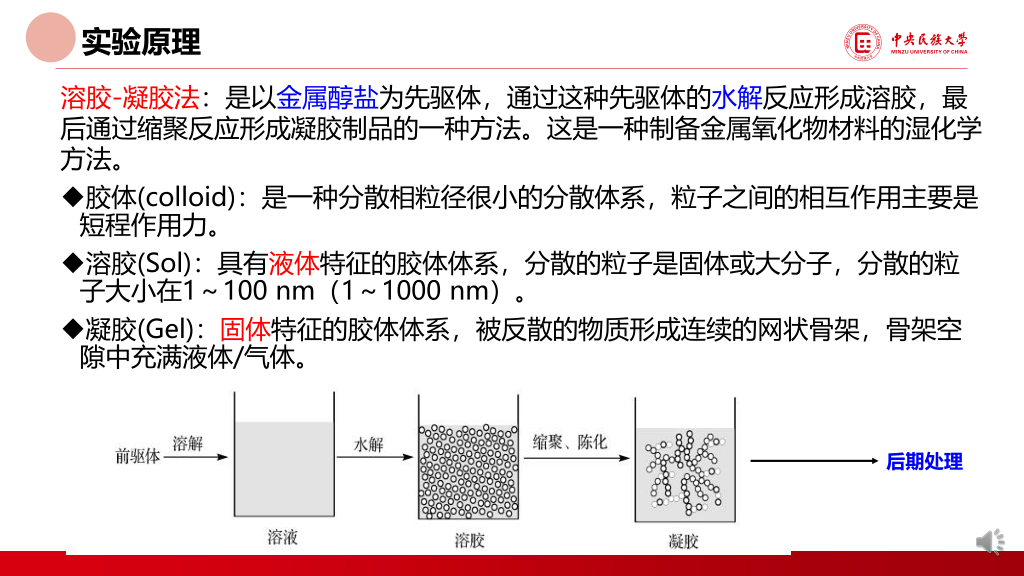 实验原理
中央民族大学
MINZU UNIVERSITY OF CHINA
溶胶-凝胶法：是以金属醇盐为先驱体，通过这种先驱体的水解反应形成溶胶，最
后通过缩聚反应形成凝胶制品的一种方法。这是一种制备金属氧化物材料的湿化学
方法。
◆胶体(colloid)：是一种分散相粒径很小的分散体系，粒子之间的相互作用主要是
短程作用力。
◆溶胶(Sol)：具有液体特征的胶体体系，分散的粒子是固体或大分子，分散的粒
子大小在1～100 nm（1～1000 nm）。
◆凝胶(Gel)：固体特征的胶体体系，被反散的物质形成连续的网状骨架，骨架空
隙中充满液体/气体。
前驱体
溶解
水解
缩聚、陈化
后期处理
溶液
溶胶
凝胶